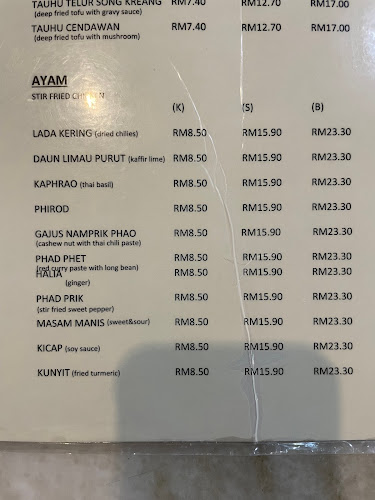 TAUHU TELUR SONG KREANG RM7.40 RM12.70 RM17.00
(deep fried tofu with gravy sauce)
TAUHU CENDAWAN RM7.40 RM12.70 RM17.00
(deep fried tofu with mushroom)
AYAM
STIR FRIED CHICKEN
(K) (S) (B)
LADA KERING (dried chilies) RM8.50 RM15.90 RM23.30
DAUN LIMAU PURUT (kaffir lime) RM8.50 RM15.90 RM23.30
KAPHRAO (thai basil) RM8.50 RM15.90 RM23.30
PHIROD RM8.50 RM15.90 RM23.30
GAJUS NAMPRIK PHAO RM8.50 RM15.90 RM23.30
(cashew nut with thai chili paste)
PHAD PHET RM8.50 RM15.90 RM23.30
(red curry paste with long bean)
HALIA RM8.50 RM15.90 RM23.30
(ginger)
PHAD PRIK RM8.50 RM15.90 RM23.30
(stir fried sweet pepper)
MASAM MANIS (sweet&sour) RM8.50 RM15.90 RM23.30
KICAP (soy sauce) RM8.50 RM15.90 RM23.30
KUNYIT (fried turmeric) RM8.50 RM15.90 RM23.30